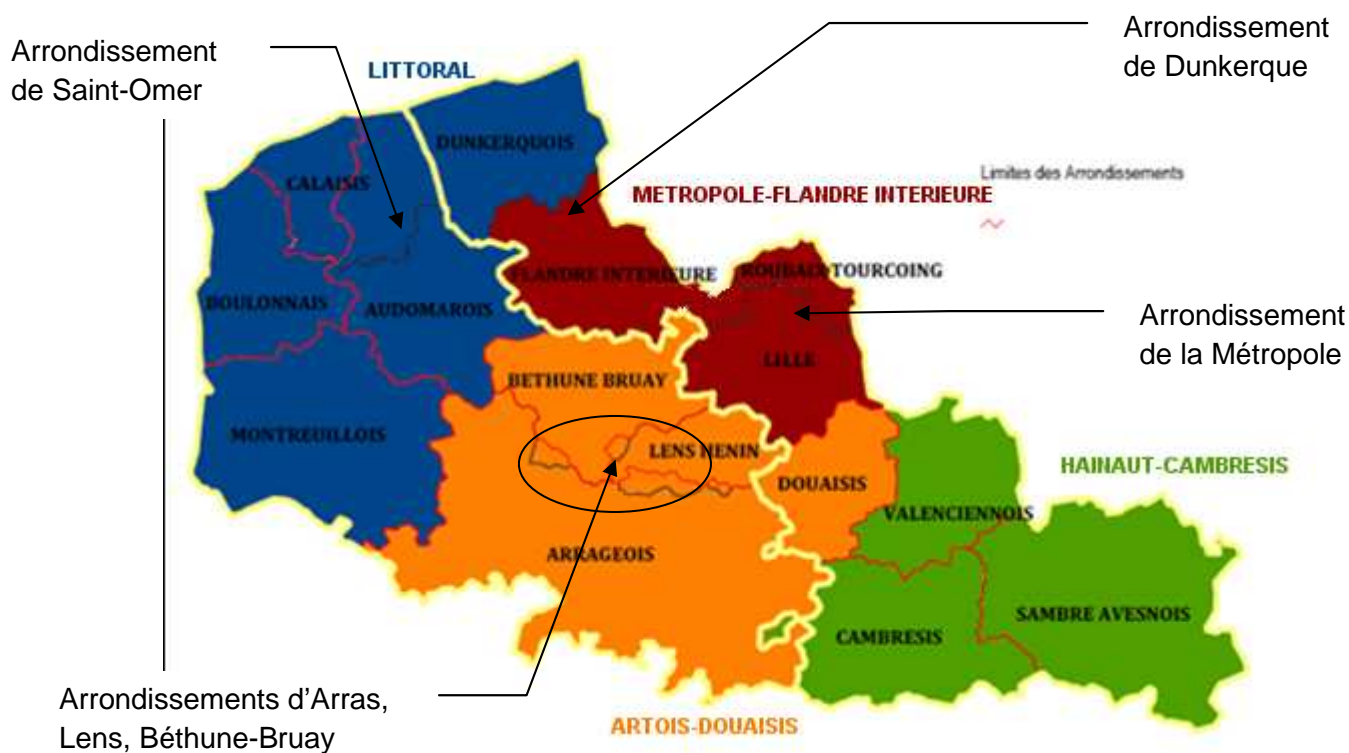 Arrondissement
de Saint-Omer
Arrondissement
de Dunkerque
LITTORAL
DUNKERQUOIS
CALAISIS
Limites des Arrondissements
METROPOLE-FLANDRE INTERIEURE
FLANDRE INTERIEURE
ROUBAIX-TOURCOING
BOULONNAIS
AUDOMAROIS
Arrondissement
de la Métropole
LILLE
BETHUNE BRUAY
MONTREUILLOIS
LENS HENIN
HAINAUT-CAMBRESIS
DOUAISIS
VALENCIENNOIS
ARRAGEOIS
SAMBRE AVESNOIS
CAMBRESIS
Arrondissements d’Arras,
Lens, Béthune-Bruay
ARTOIS-DOUAISIS